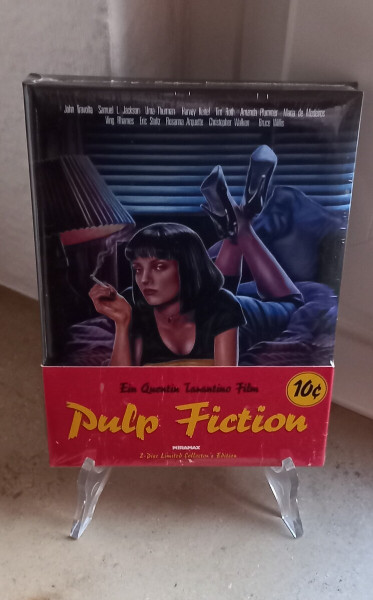 John Travolta Samuel L. Jackson Uma Thurman Harvey Keitel Tim Roth Amanda Plummer Maria de Medeiros
Ving Rhames Eric Stoltz Rosanna Arquette Christopher Walken Bruce Willis
Ein Quentin Tarantino Film
10¢
Pulp Fiction
MIRAMAX
2-Disc Limited Collector's Edition